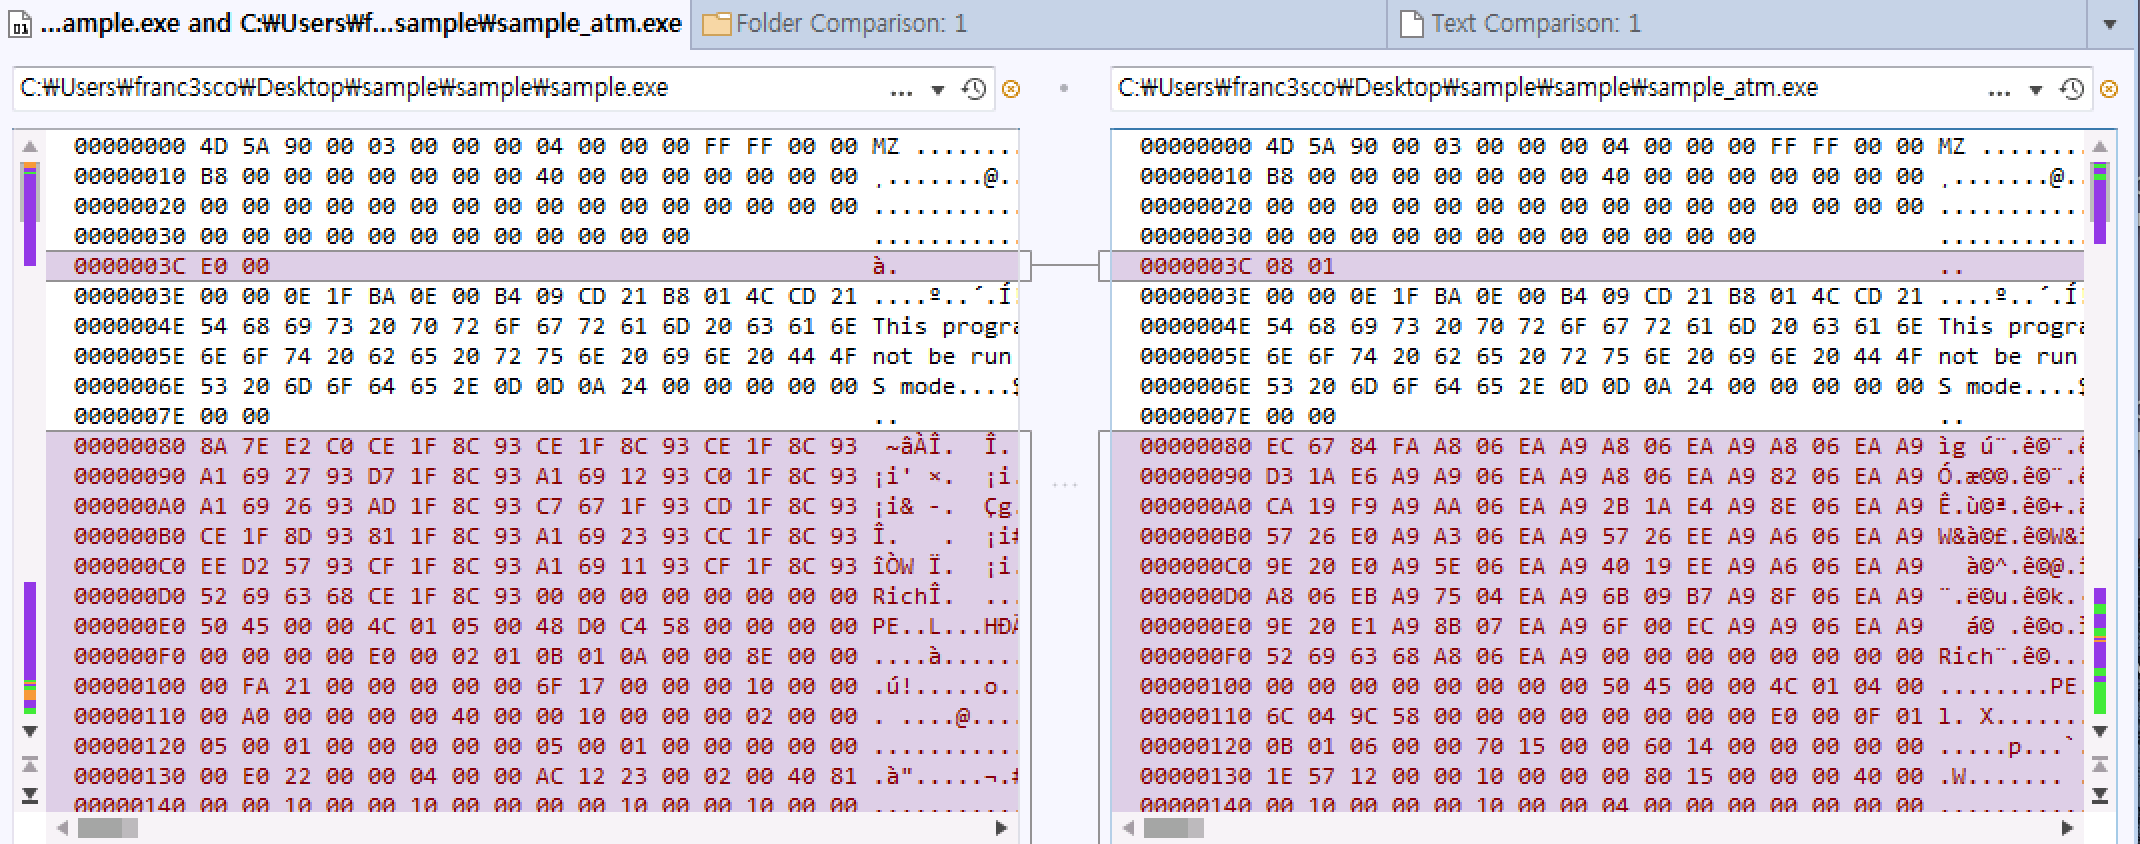 ...ample.exe and C:₩Users₩f...sample₩sample_atm.exe
Folder Comparison: 1
Text Comparison: 1
C:₩Users₩franc3sco₩Desktop₩sample₩sample₩sample.exe
00000000 4D 5A 90 00 03 00 00 00 04 00 00 00 FF FF 00 00 MZ ........
00000010 B8 00 00 00 00 00 00 00 40 00 00 00 00 00 00 00 ¸.......@..
00000020 00 00 00 00 00 00 00 00 00 00 00 00 00 00 00 00 ...........
00000030 00 00 00 00 00 00 00 00 00 00 00 00 ...........
0000003C E0 00 à.
0000003E 00 00 0E 1F BA 0E 00 B4 09 CD 21 B8 01 4C CD 21 ....º..´.Í
0000004E 54 68 69 73 20 70 72 6F 67 72 61 6D 20 63 61 6E This progra
0000005E 6E 6F 74 20 62 65 20 72 75 6E 20 69 6E 20 44 4F not be run
0000006E 53 20 6D 6F 64 65 2E 0D 0D 0A 24 00 00 00 00 00 S mode....$
0000007E 00 00 ..
00000080 8A 7E E2 C0 CE 1F 8C 93 CE 1F 8C 93 CE 1F 8C 93 ~âÀÎ. Î.
00000090 A1 69 27 93 D7 1F 8C 93 A1 69 12 93 C0 1F 8C 93 ¡i' ×. ¡i.
000000A0 A1 69 26 93 AD 1F 8C 93 C7 67 1F 93 CD 1F 8C 93 ¡i& -. Çg.
000000B0 CE 1F 8D 93 81 1F 8C 93 A1 69 23 93 CC 1F 8C 93 Î. . ¡i#
000000C0 EE D2 57 93 CF 1F 8C 93 A1 69 11 93 CF 1F 8C 93 îÒW Ï. ¡i.
000000D0 52 69 63 68 CE 1F 8C 93 00 00 00 00 00 00 00 00 RichÎ. ...
000000E0 50 45 00 00 4C 01 05 00 48 D0 C4 58 00 00 00 00 PE..L...HÐÄ
000000F0 00 00 00 00 E0 00 02 01 0B 01 0A 00 00 8E 00 00 ....à......
00000100 00 FA 21 00 00 00 00 00 6F 17 00 00 00 10 00 00 .ú!.....o..
00000110 00 A0 00 00 00 00 40 00 00 10 00 00 00 02 00 00 . ....@....
00000120 05 00 01 00 00 00 00 00 05 00 01 00 00 00 00 00 ...........
00000130 00 E0 22 00 00 04 00 00 AC 12 23 00 02 00 40 81 .à".....¬.#
00000140 00 00 10 00 00 10 00 00 00 00 10 00 00 10 00 00 ...........
C:₩Users₩franc3sco₩Desktop₩sample₩sample₩sample_atm.exe
00000000 4D 5A 90 00 03 00 00 00 04 00 00 00 FF FF 00 00 MZ ........
00000010 B8 00 00 00 00 00 00 00 40 00 00 00 00 00 00 00 ¸.......@.
00000020 00 00 00 00 00 00 00 00 00 00 00 00 00 00 00 00 ...........
00000030 00 00 00 00 00 00 00 00 00 00 00 00 ...........
0000003C 08 01 ..
0000003E 00 00 0E 1F BA 0E 00 B4 09 CD 21 B8 01 4C CD 21 ....º..´.Í
0000004E 54 68 69 73 20 70 72 6F 67 72 61 6D 20 63 61 6E This progra
0000005E 6E 6F 74 20 62 65 20 72 75 6E 20 69 6E 20 44 4F not be run
0000006E 53 20 6D 6F 64 65 2E 0D 0D 0A 24 00 00 00 00 00 S mode....$
0000007E 00 00 ..
00000080 EC 67 84 FA A8 06 EA A9 A8 06 EA A9 A8 06 EA A9 ìg ú¨.ê©¨.ê
00000090 D3 1A E6 A9 A9 06 EA A9 A8 06 EA A9 82 06 EA A9 Ó.æ©©.ê©¨.ê
000000A0 CA 19 F9 A9 AA 06 EA A9 2B 1A E4 A9 8E 06 EA A9 Ê.ù©ª.ê©+.ä
000000B0 57 26 E0 A9 A3 06 EA A9 57 26 EE A9 A6 06 EA A9 W&à©£.ê©W&î
000000C0 9E 20 E0 A9 5E 06 EA A9 40 19 EE A9 A6 06 EA A9 à©^.ê©@.î
000000D0 A8 06 EB A9 75 04 EA A9 6B 09 B7 A9 8F 06 EA A9 ¨.ë©u.ê©k.·
000000E0 9E 20 E1 A9 8B 07 EA A9 6F 00 EC A9 A9 06 EA A9 á© .ê©o.ì
000000F0 52 69 63 68 A8 06 EA A9 00 00 00 00 00 00 00 00 Rich¨.ê©...
00000100 00 00 00 00 00 00 00 00 50 45 00 00 4C 01 04 00 ........PE.
00000110 6C 04 9C 58 00 00 00 00 00 00 00 00 E0 00 0F 01 l. X.......
00000120 0B 01 06 00 00 70 15 00 00 60 14 00 00 00 00 00 .....p...`.
00000130 1E 57 12 00 00 10 00 00 00 80 15 00 00 00 40 00 .W.......
00000140 00 10 00 00 00 10 00 00 04 00 00 00 00 00 00 00 ...........